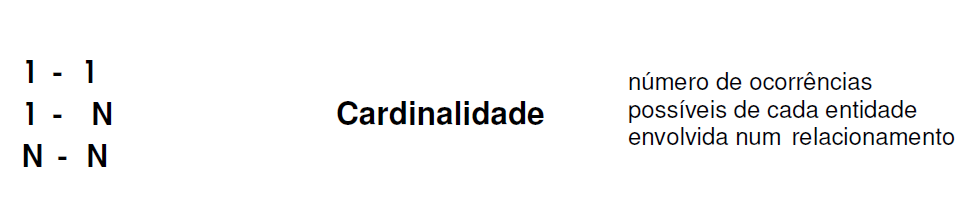 1 - 1
1 - N
N - N
Cardinalidade
número de ocorrências
possíveis de cada entidade
envolvida num relacionamento